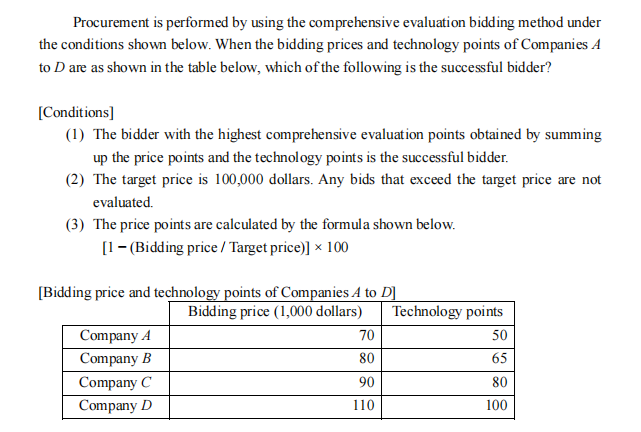 Procurement is performed by using the comprehensive evaluation bidding method under
the conditions shown below. When the bidding prices and technology points of Companies A
to D are as shown in the table below, which of the following is the successful bidder?
[Conditions]
(1) The bidder with the highest comprehensive evaluation points obtained by summing
up the price points and the technology points is the successful bidder.
(2) The target price is 100,000 dollars. Any bids that exceed the target price are not
evaluated.
(3) The price points are calculated by the formula shown below.
[1 − (Bidding price / Target price)] × 100
[Bidding price and technology points of Companies A to D]
Bidding price (1,000 dollars) Technology points
Company A 70 50
Company B 80 65
Company C 90 80
Company D 110 100